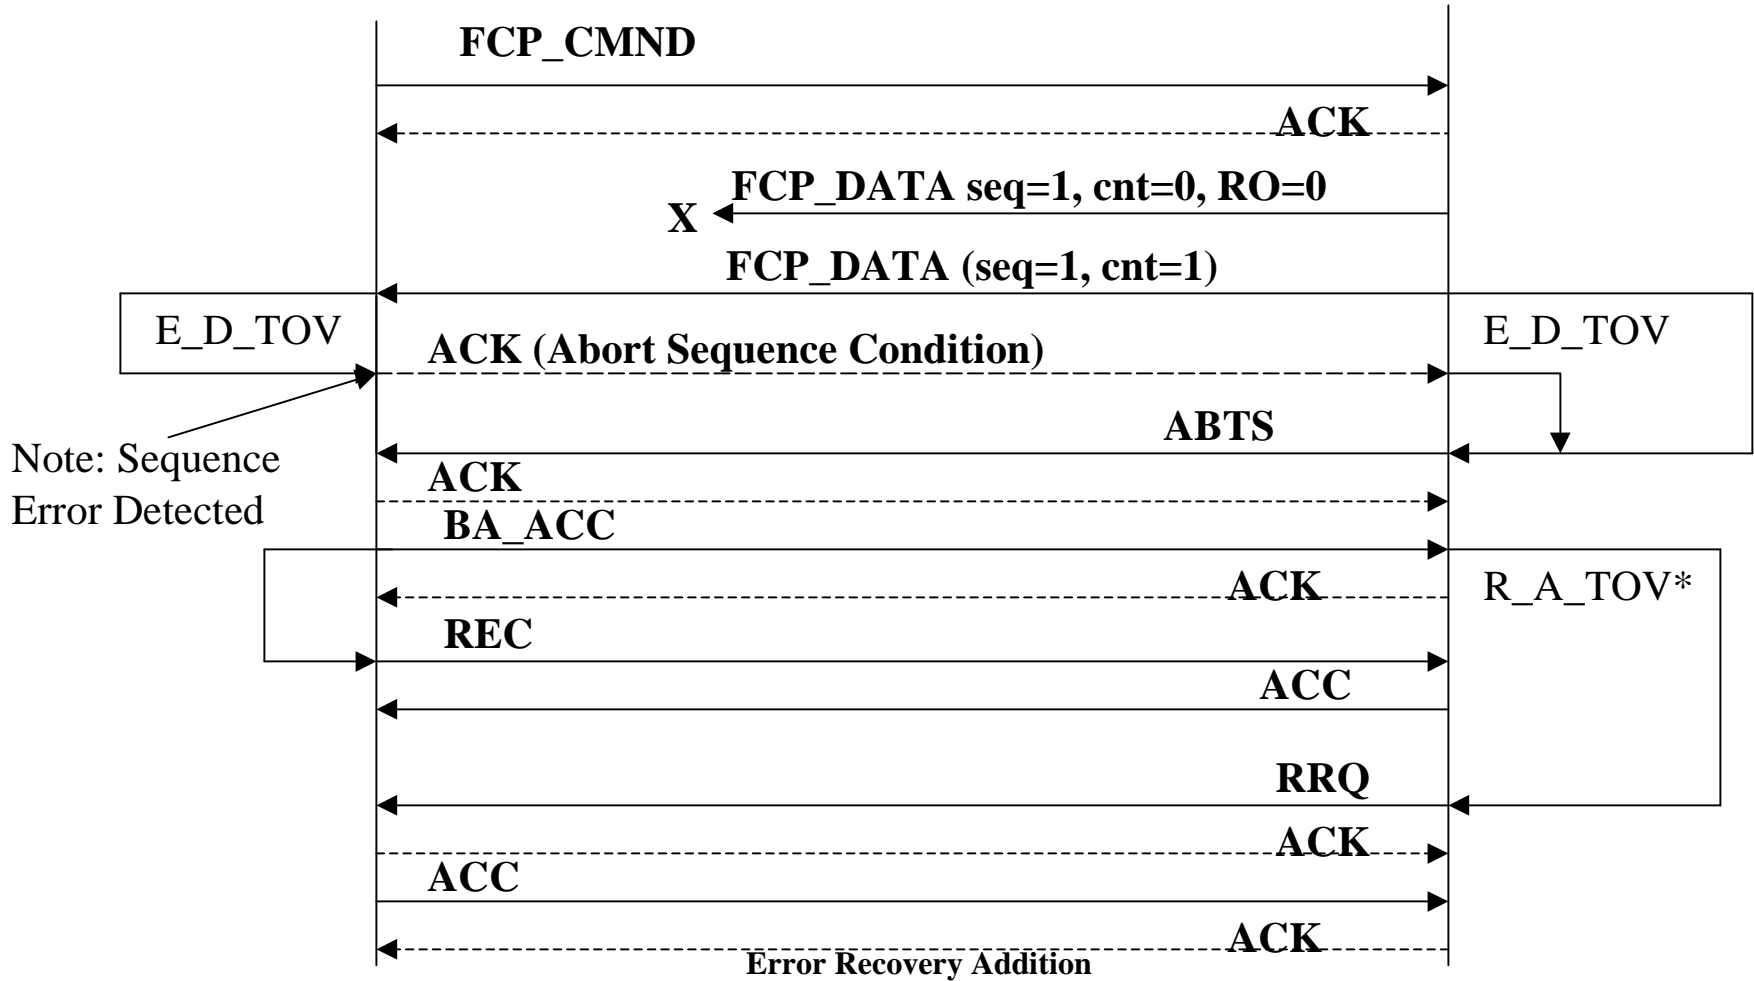 FCP_CMND
ACK
FCP_DATA seq=1, cnt=0, RO=0
X
FCP_DATA (seq=1, cnt=1)
E_D_TOV
E_D_TOV
ACK (Abort Sequence Condition)
ABTS
Note: Sequence
Error Detected
ACK
BA_ACC
ACK
R_A_TOV*
REC
ACC
RRQ
ACK
ACC
ACK
Error Recovery Addition